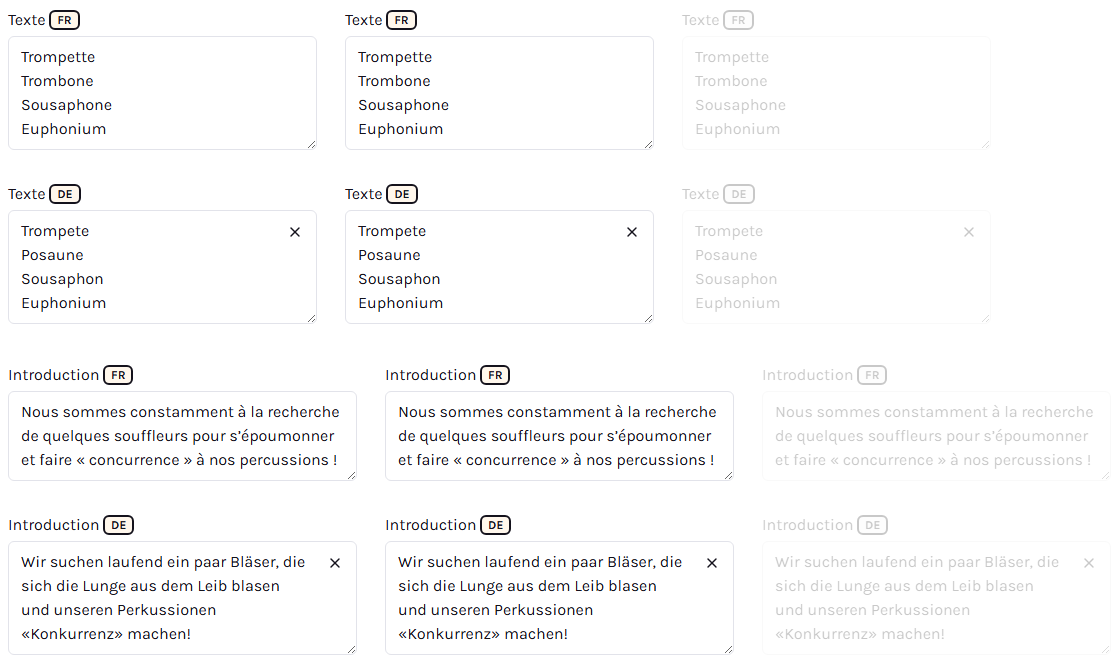 Texte FR Texte FR Texte FR
Trompette Trompette Trompette
Trombone Trombone Trombone
Sousaphone Sousaphone Sousaphone
Euphonium Euphonium Euphonium
Texte DE Texte DE Texte DE
Trompete Trompete Trompete
Posaune Posaune Posaune
Sousaphon Sousaphon Sousaphon
Euphonium Euphonium Euphonium
Introduction FR Introduction FR Introduction FR
Nous sommes constamment à la recherche Nous sommes constamment à la recherche Nous sommes constamment à la recherche
de quelques souffleurs pour s’époumonner de quelques souffleurs pour s’époumonner de quelques souffleurs pour s’époumonner
et faire « concurrence » à nos percussions ! et faire « concurrence » à nos percussions ! et faire « concurrence » à nos percussions !
Introduction DE Introduction DE Introduction DE
Wir suchen laufend ein paar Bläser, die Wir suchen laufend ein paar Bläser, die Wir suchen laufend ein paar Bläser, die
sich die Lunge aus dem Leib blasen sich die Lunge aus dem Leib blasen sich die Lunge aus dem Leib blasen
und unseren Perkussionen und unseren Perkussionen und unseren Perkussionen
«Konkurrenz» machen! «Konkurrenz» machen! «Konkurrenz» machen!